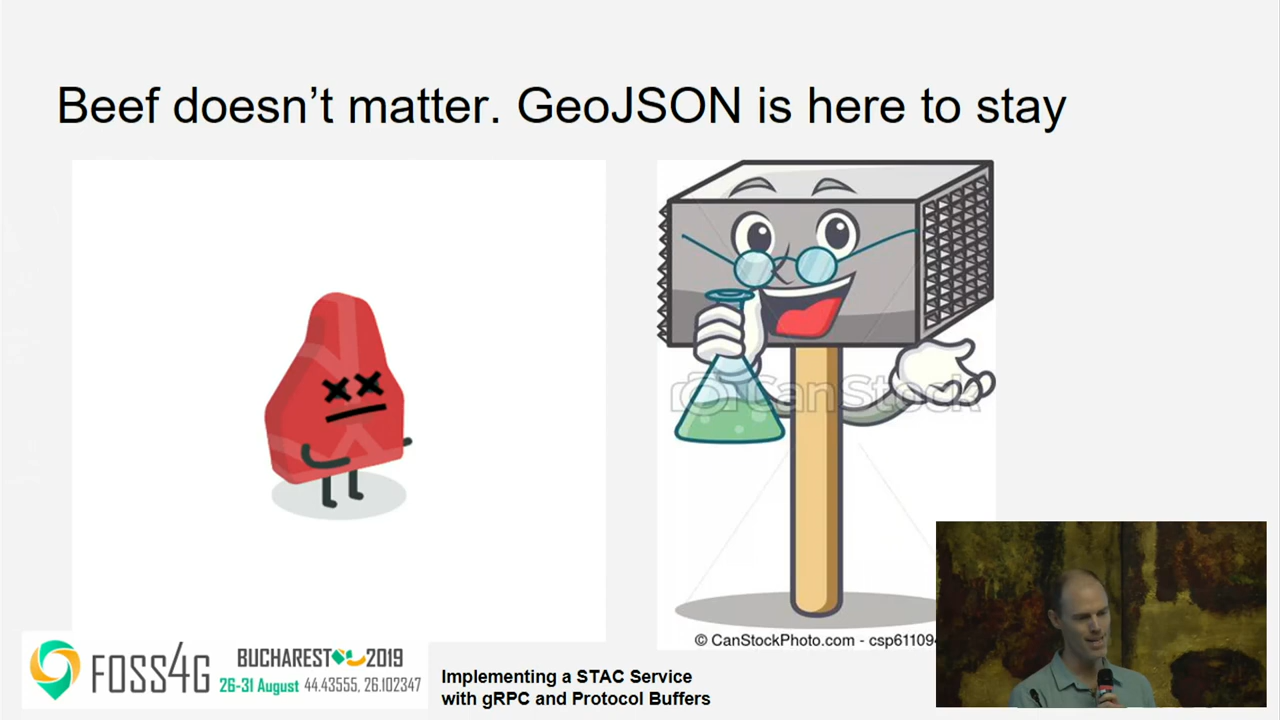 Beef doesn't matter. GeoJSON is here to stay
CanStock
© CanStockPhoto.com - csp61109
FOSS4G
BUCHAREST 2019
26-31 August 44.43555, 26.102347
Implementing a STAC Service
with gRPC and Protocol Buffers